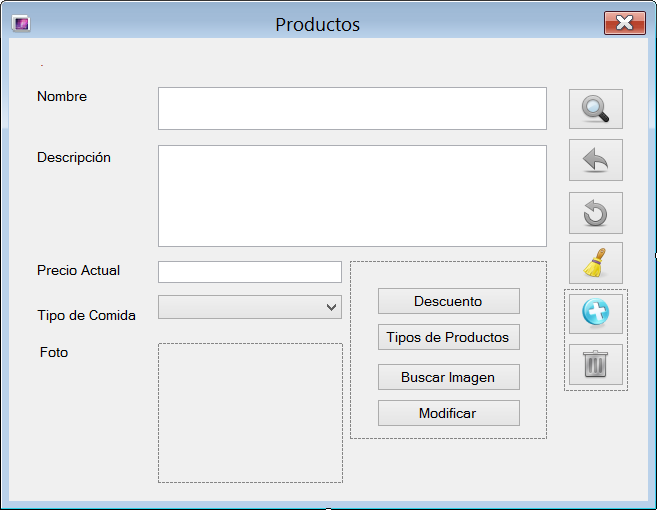 Productos
.
Nombre
Descripción
Precio Actual
Tipo de Comida
Foto
Descuento
Tipos de Productos
Buscar Imagen
Modificar